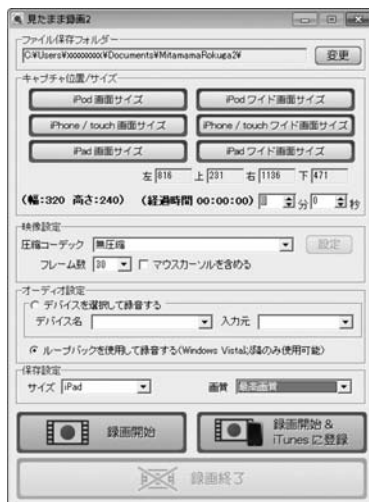 見たまま録画2
ファイル保存フォルダー
C:¥Users¥xxxxxxxxx¥Documents¥MitamamaRokuga2¥ 変更
キャプチャ位置/サイズ
iPod 画面サイズ iPod ワイド画面サイズ
iPhone / touch 画面サイズ iPhone / touch ワイド画面サイズ
iPad 画面サイズ iPad ワイド画面サイズ
左 816 上 231 右 1136 下 471
(幅:320 高さ:240) (経過時間 00:00:00) 分 0 秒
映像設定
圧縮コーデック 無圧縮 設定
フレーム数 30 マウスカーソルを含める
オーディオ設定
デバイスを選択して録音する
デバイス名 入力元
ループバックを使用して録音する(Windows Vista以降のみ使用可能)
保存設定
サイズ iPad 画質 最高画質
録画開始 録画開始 &
iTunes に登録
録画終了